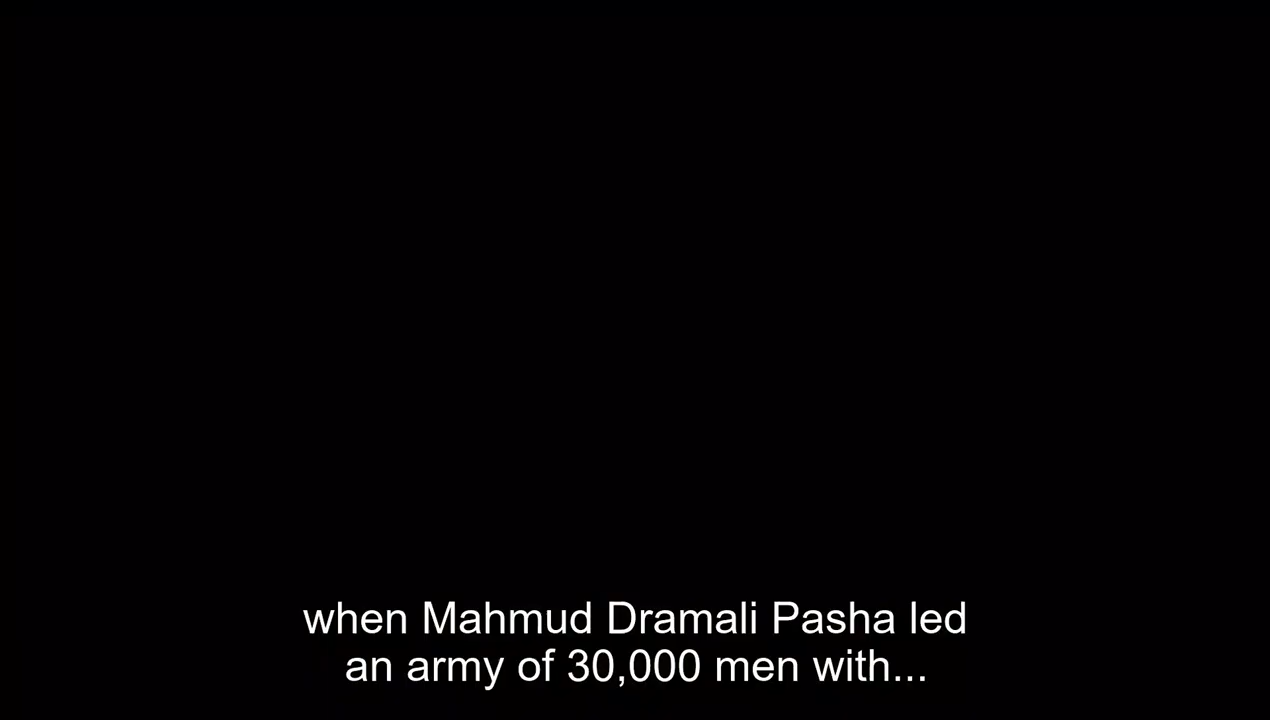 when Mahmud Dramali Pasha led
an army of 30,000 men with...